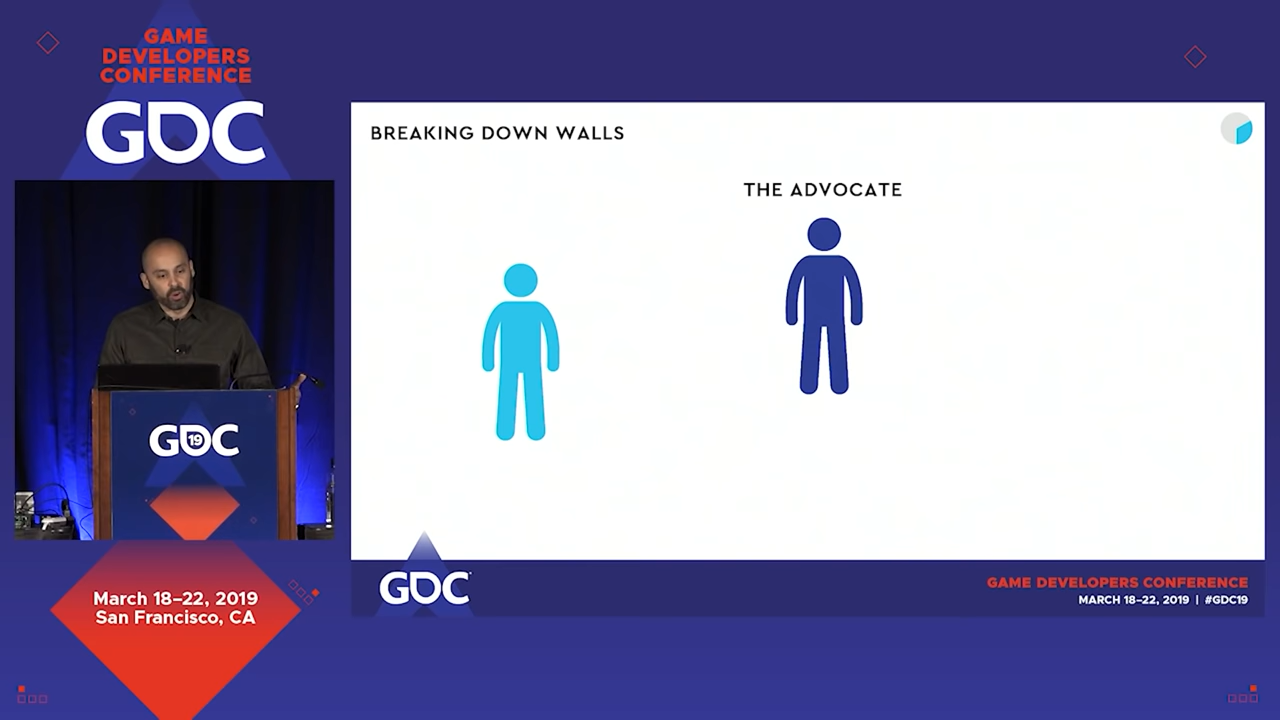 GAME
DEVELOPERS
CONFERENCE
GDC
BREAKING DOWN WALLS
THE ADVOCATE
GDC
19
March 18–22, 2019
San Francisco, CA
GDC
GAME DEVELOPERS CONFERENCE
MARCH 18–22, 2019 | #GDC19